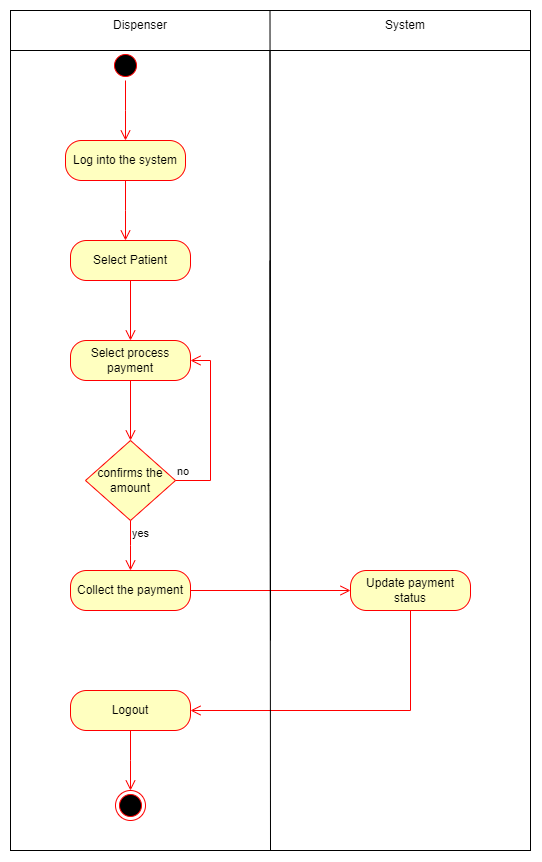 Dispenser
System
Log into the system
Select Patient
Select process
payment
confirms the
amount
no
yes
Collect the payment
Update payment
status
Logout